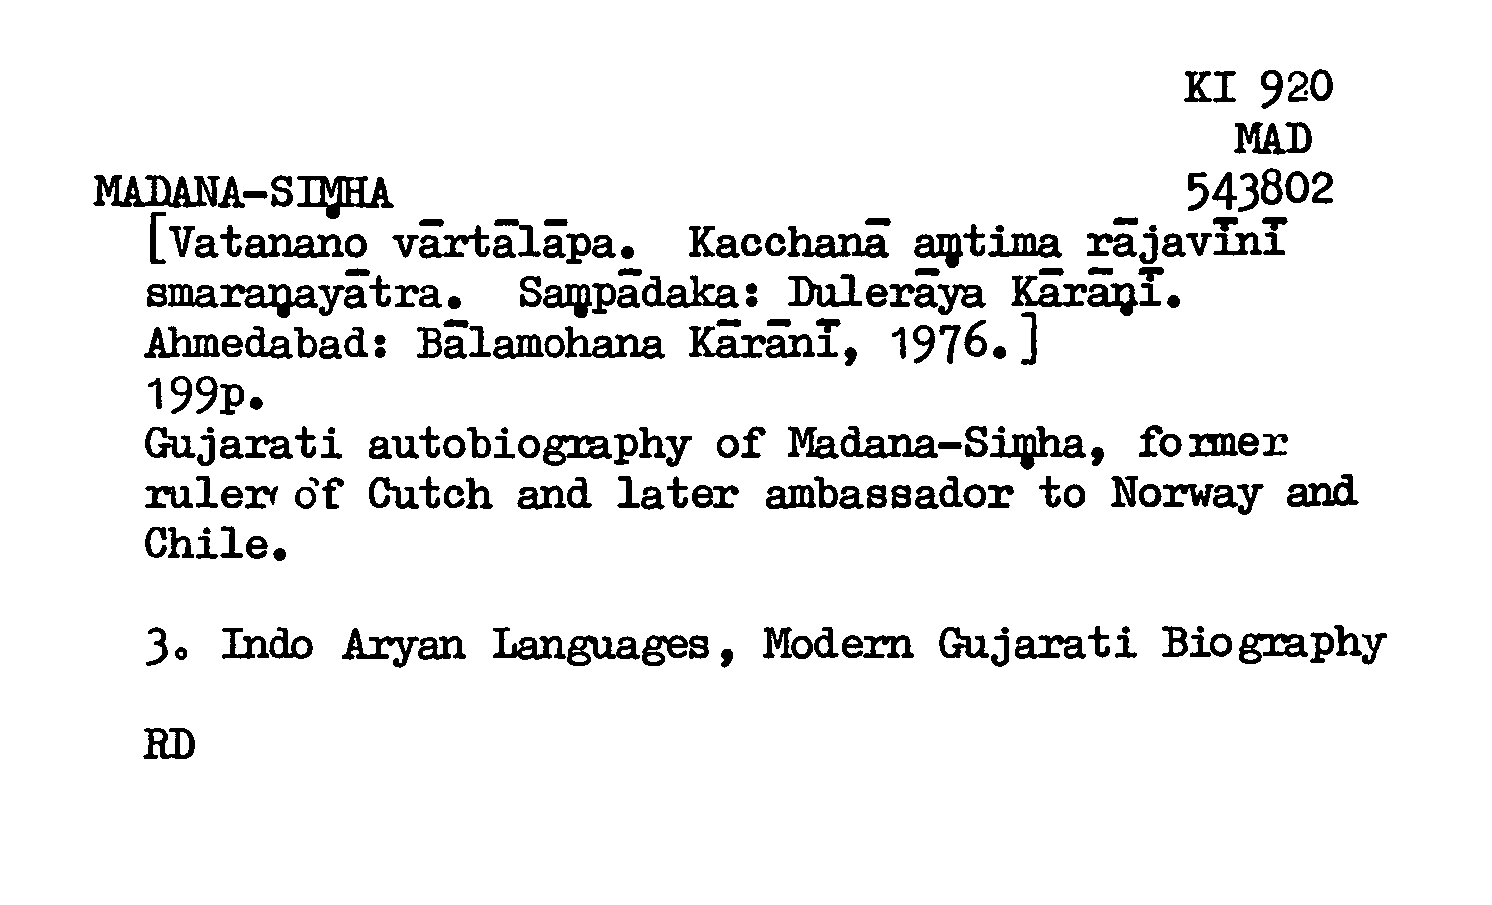 KI 920
MAD
MADANA-SIṂHA 543802
[Vatanano vārtālāpa. Kacchanā aṃtima rājavīnī
smaraṇayātra. Saṃpādaka: Dulerāya Kārāṇī.
Ahmedabad: Bālamohana Kārānī, 1976.]
199p.
Gujarati autobiography of Madana-Siṃha, former
ruler of Cutch and later ambassador to Norway and
Chile.
3. Indo Aryan Languages, Modern Gujarati Biography
RD